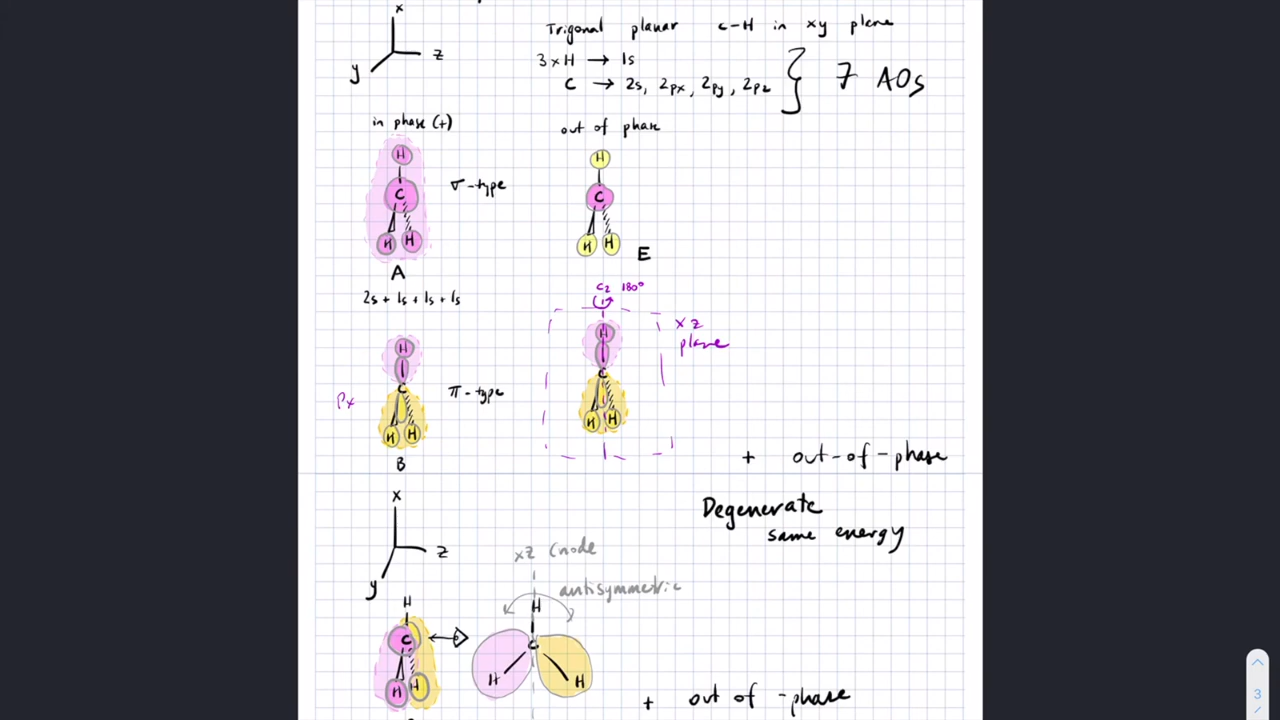 x
z
y
Trigonal planar C-H in xy plane
3xH → 1s
C → 2s, 2px, 2py, 2pz } 7 AOs
in phase (+)
out of phase
H
C
H H
σ-type
A
H
C
H H
E
2s + 1s + 1s + 1s
C2 180°
H
C
H H
Px
π-type
B
H
C
H H
xz
plane
+ out-of-phase
x
z
y
Degenerate
same energy
xz (node
antisymmetric
H
C
H H
H
C
H H
+ out of -phase
3